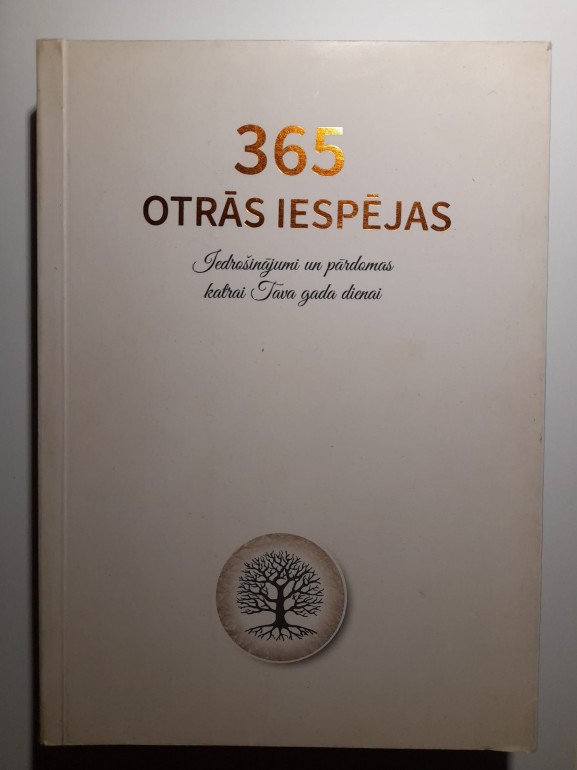 365
OTRĀS IESPĒJAS
Iedrošinājumi un pārdomas
katrai Tava gada dienai